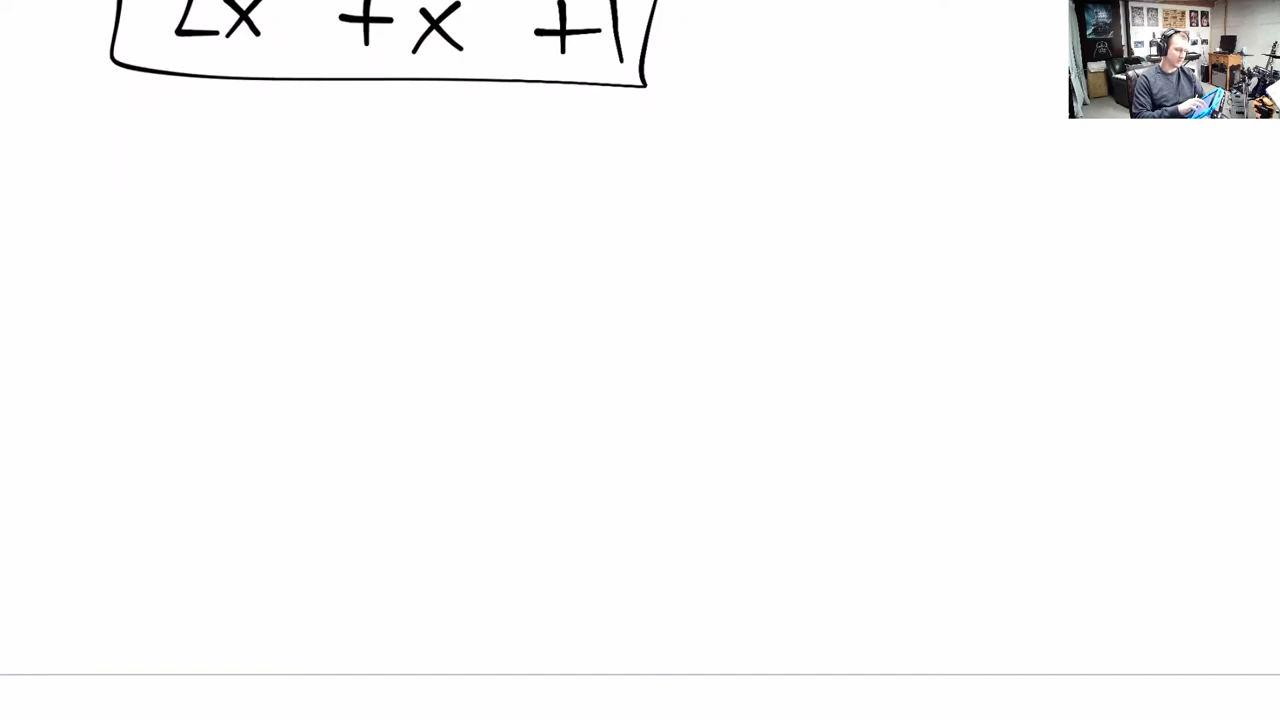 2x + x + 1